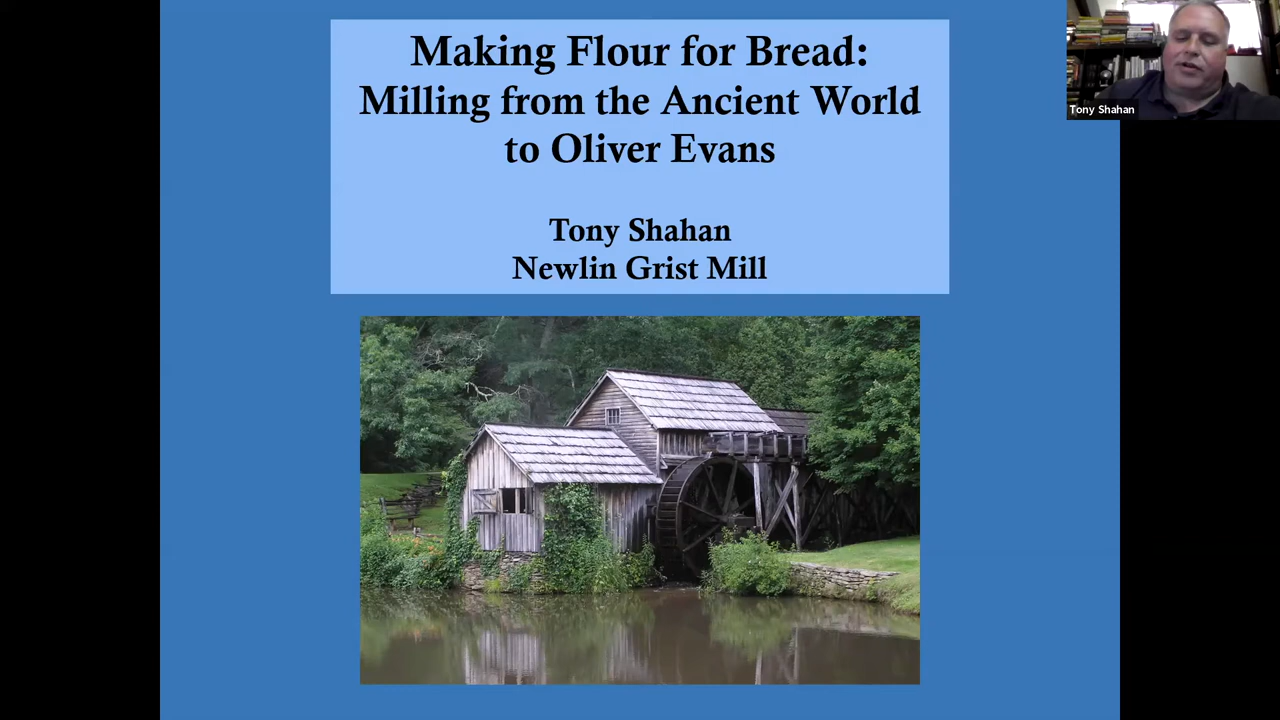 Making Flour for Bread:
Milling from the Ancient World
to Oliver Evans
Tony Shahan
Newlin Grist Mill
Tony Shahan